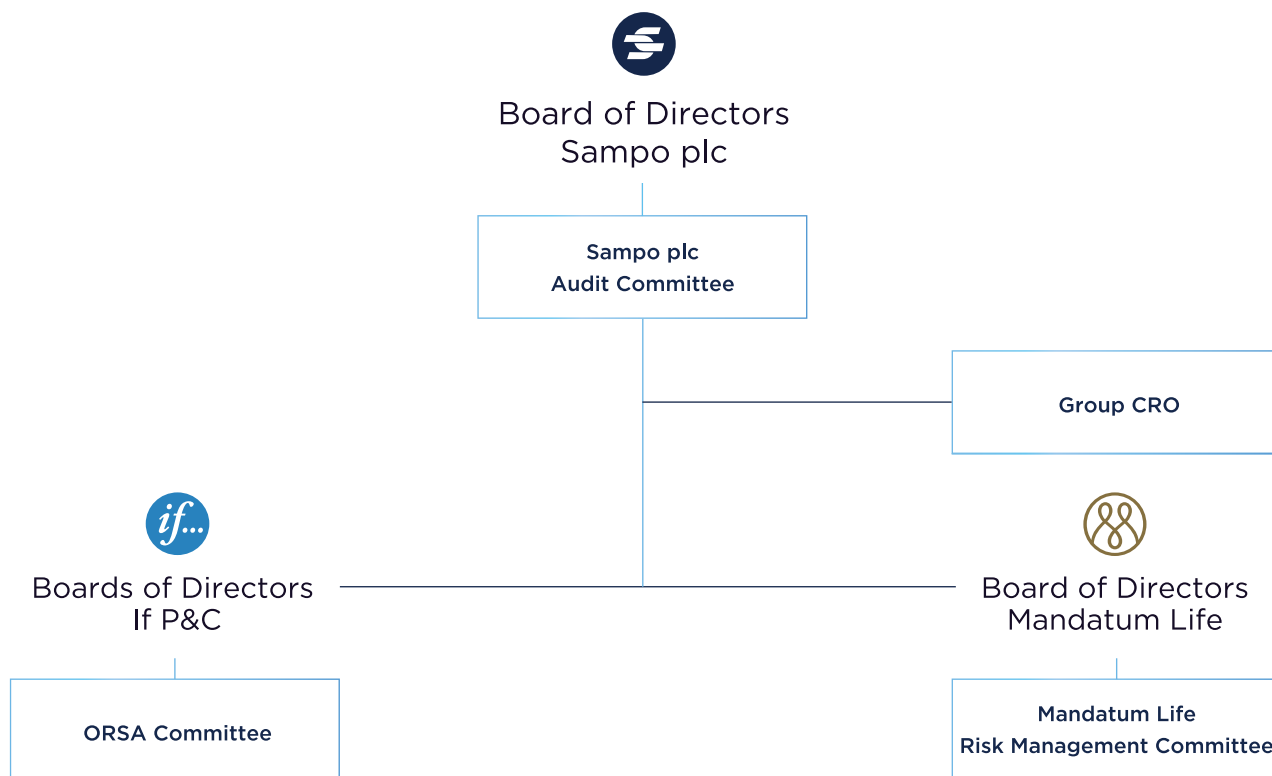 Board of Directors
Sampo plc
Sampo plc
Audit Committee
Group CRO
if...
Boards of Directors
If P&C
Board of Directors
Mandatum Life
ORSA Committee
Mandatum Life
Risk Management Committee